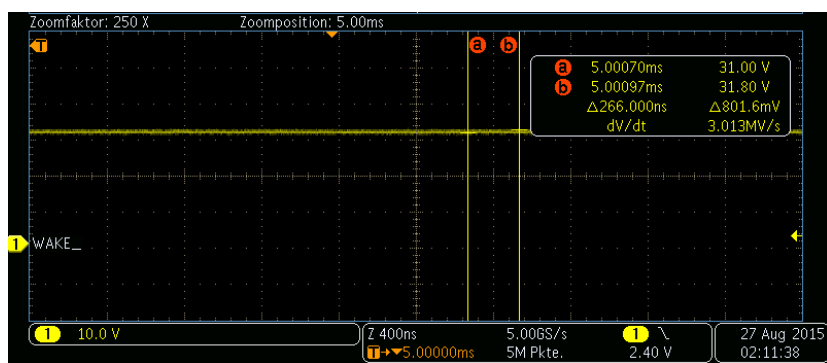 Zoomfaktor: 250 X Zoomposition: 5.00ms
T
a b
a 5.00070ms 31.00 V
b 5.00097ms 31.80 V
△266.000ns △801.6mV
dV/dt 3.013MV/s
1 WAKE_
1 10.0 V
Z 400ns 5.00GS/s 1 \
T→▼5.00000ms 5M Pkte. 2.40 V
27 Aug 2015
02:11:38